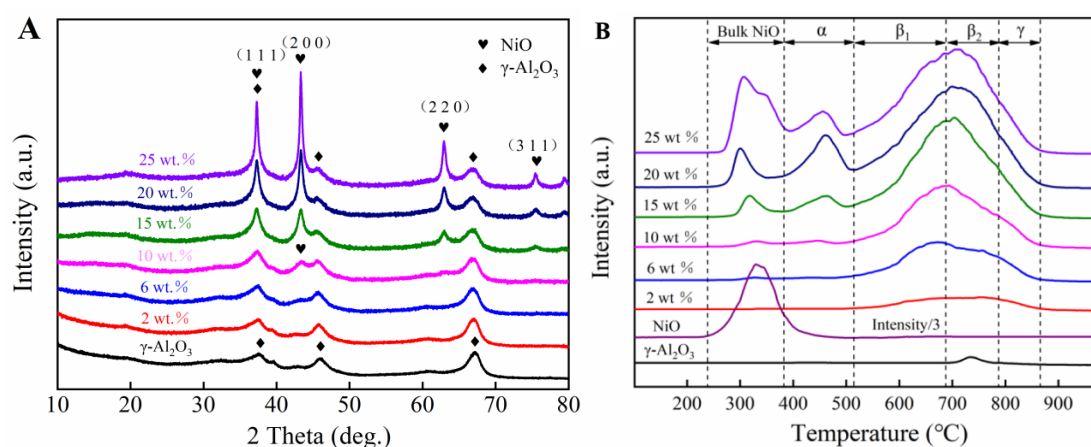 A
(1 1 1)
(2 0 0)
♥ NiO
♦ γ-Al₂O₃
(2 2 0)
(3 1 1)
25 wt.%
20 wt.%
15 wt.%
10 wt.%
6 wt.%
2 wt.%
γ-Al₂O₃
Intensity (a.u.)
10 20 30 40 50 60 70 80
2 Theta (deg.)
B
Bulk NiO α β₁ β₂ γ
25 wt %
20 wt %
15 wt %
10 wt %
6 wt %
2 wt %
NiO
Intensity/3
γ-Al₂O₃
Intensity (a.u.)
200 300 400 500 600 700 800 900
Temperature (℃)